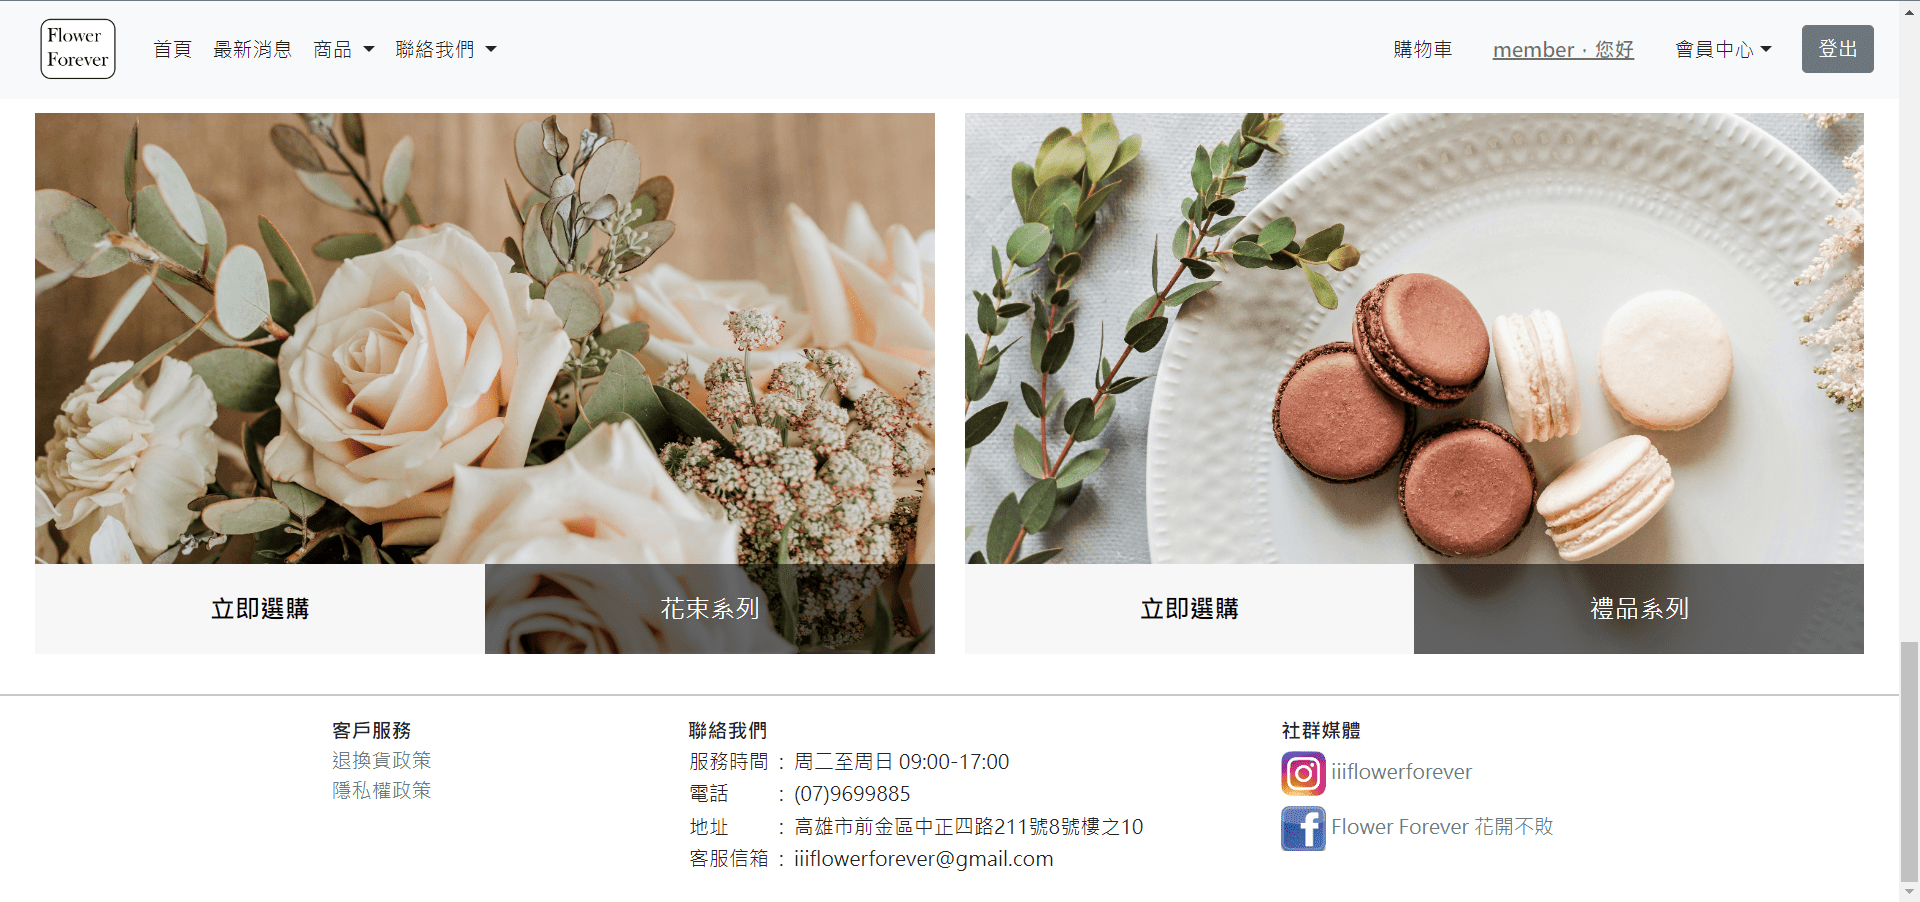 Flower
Forever
首頁 最新消息 商品 聯絡我們 購物車 member · 您好 會員中心 登出
立即選購 花束系列 立即選購 禮品系列
客戶服務
退換貨政策
隱私權政策
聯絡我們
服務時間 : 周二至周日 09:00-17:00
電話 : (07)9699885
地址 : 高雄市前金區中正四路211號8號樓之10
客服信箱 : iiiflowerforever@gmail.com
社群媒體
iiiflowerforever
Flower Forever 花開不敗